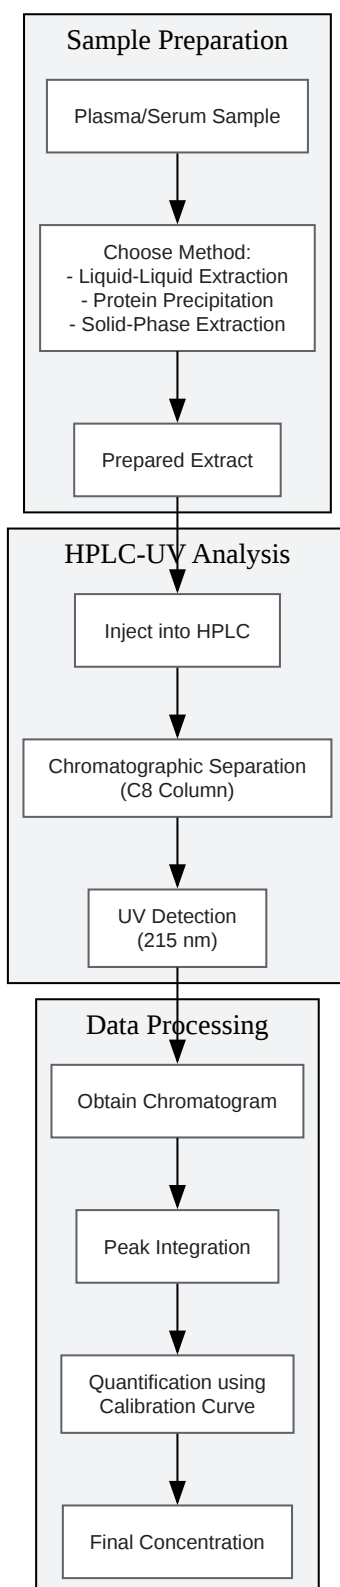 Sample Preparation
Plasma/Serum Sample
Choose Method:
- Liquid-Liquid Extraction
- Protein Precipitation
- Solid-Phase Extraction
Prepared Extract
HPLC-UV Analysis
Inject into HPLC
Chromatographic Separation
(C8 Column)
UV Detection
(215 nm)
Data Processing
Obtain Chromatogram
Peak Integration
Quantification using
Calibration Curve
Final Concentration